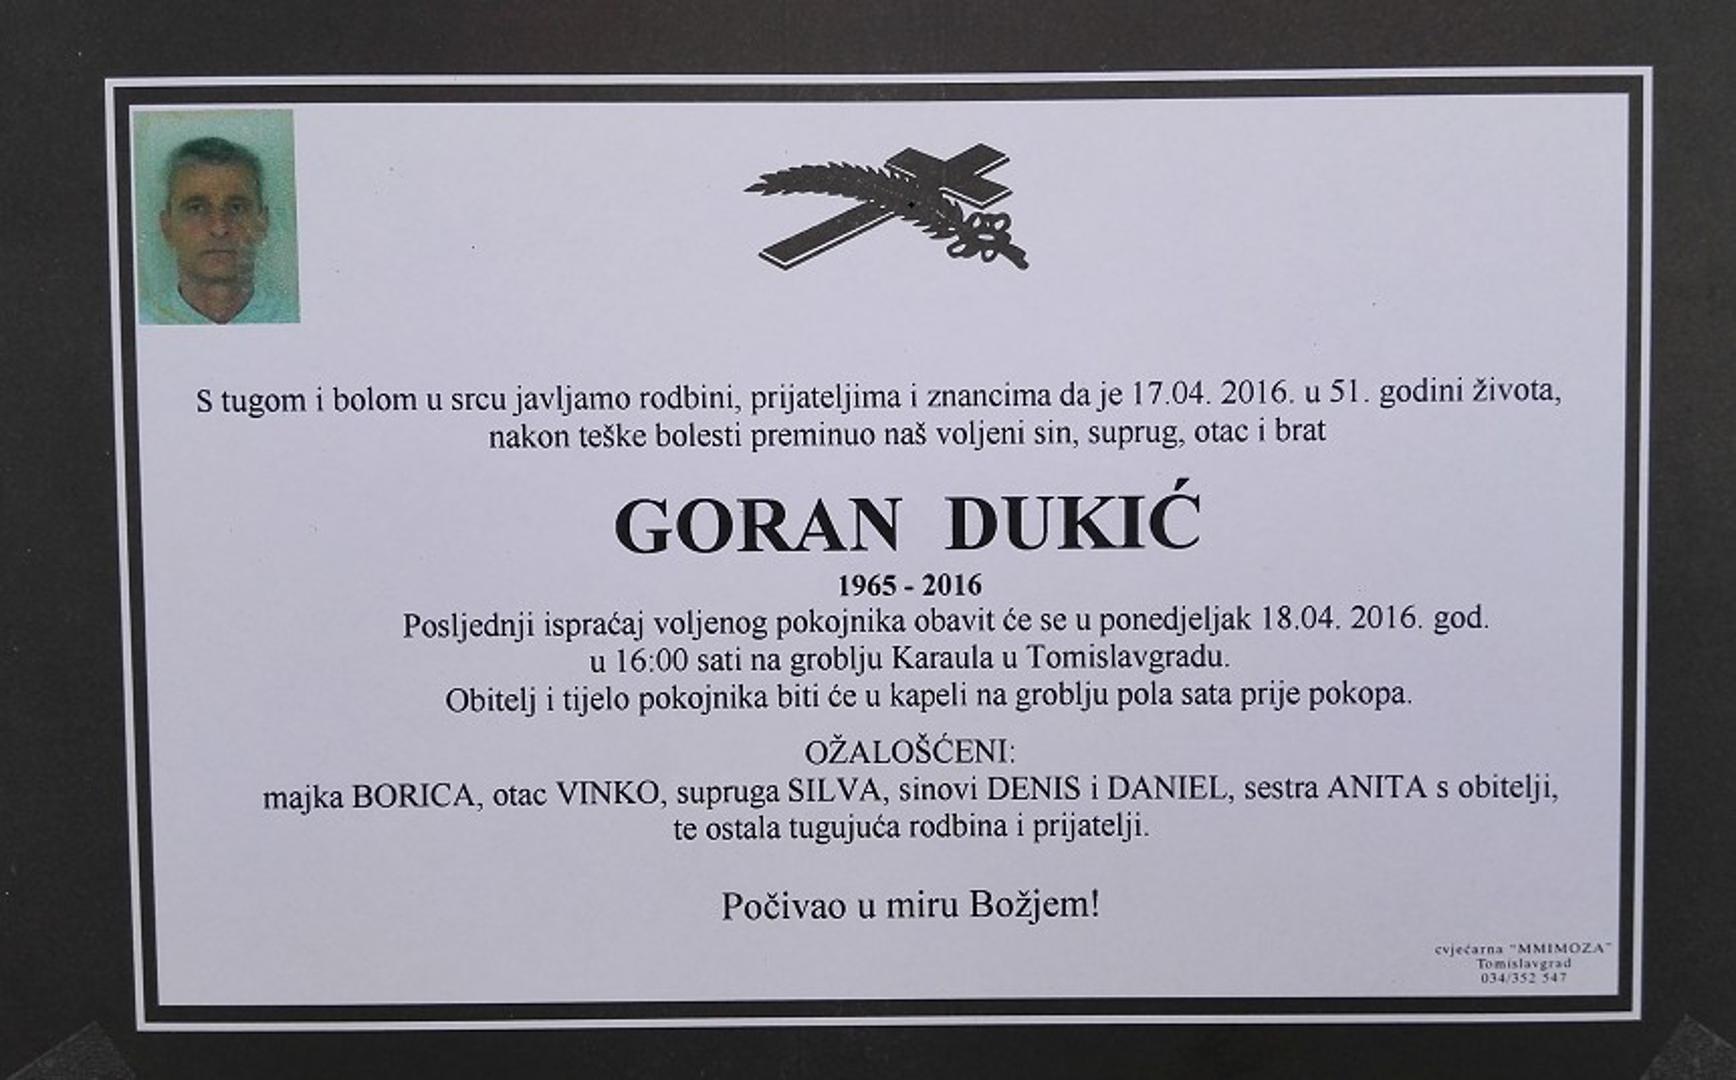 S tugom i bolom u srcu javljamo rodbini, prijateljima i znancima da je 17.04. 2016. u 51. godini života,
nakon teške bolesti preminuo naš voljeni sin, suprug, otac i brat
GORAN DUKIĆ
1965 - 2016
Posljednji ispraćaj voljenog pokojnika obavit će se u ponedjeljak 18.04. 2016. god.
u 16:00 sati na groblju Karaula u Tomislavgradu.
Obitelj i tijelo pokojnika biti će u kapeli na groblju pola sata prije pokopa.
OŽALOŠĆENI:
majka BORICA, otac VINKO, supruga SILVA, sinovi DENIS i DANIEL, sestra ANITA s obitelji,
te ostala tugujuća rodbina i prijatelji.
Počivao u miru Božjem!
cvjećarna "MMIMOZA"
Tomislavgrad
034/352 547